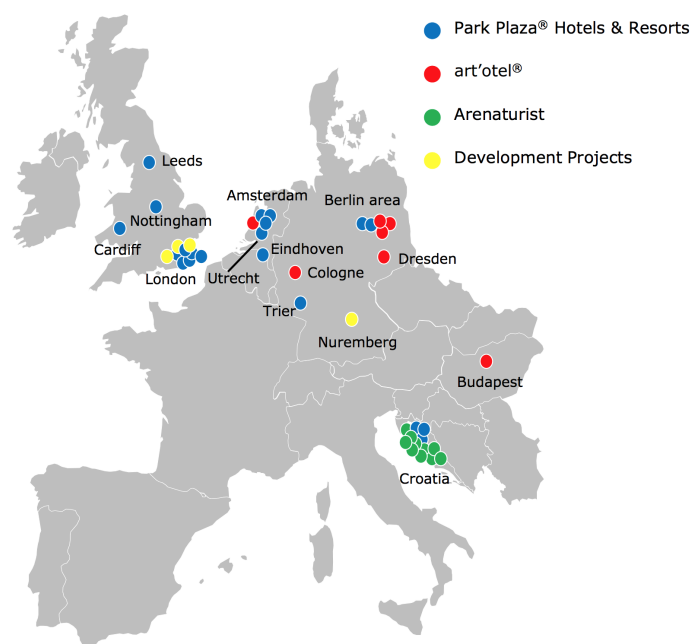 Park Plaza® Hotels & Resorts
art'otel®
Arenaturist
Development Projects
Leeds
Amsterdam
Berlin area
Nottingham
Cardiff
Eindhoven
Utrecht
London
Cologne
Dresden
Trier
Nuremberg
Budapest
Croatia